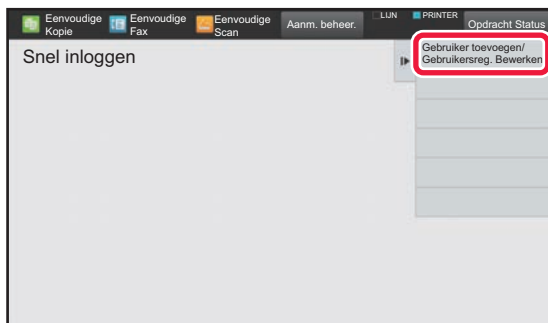 Eenvoudige
Kopie
Eenvoudige
Fax
Eenvoudige
Scan
Aanm. beheer.
LIJN
PRINTER
Opdracht Status
Snel inloggen
Gebruiker toevoegen/
Gebruikersreg. Bewerken